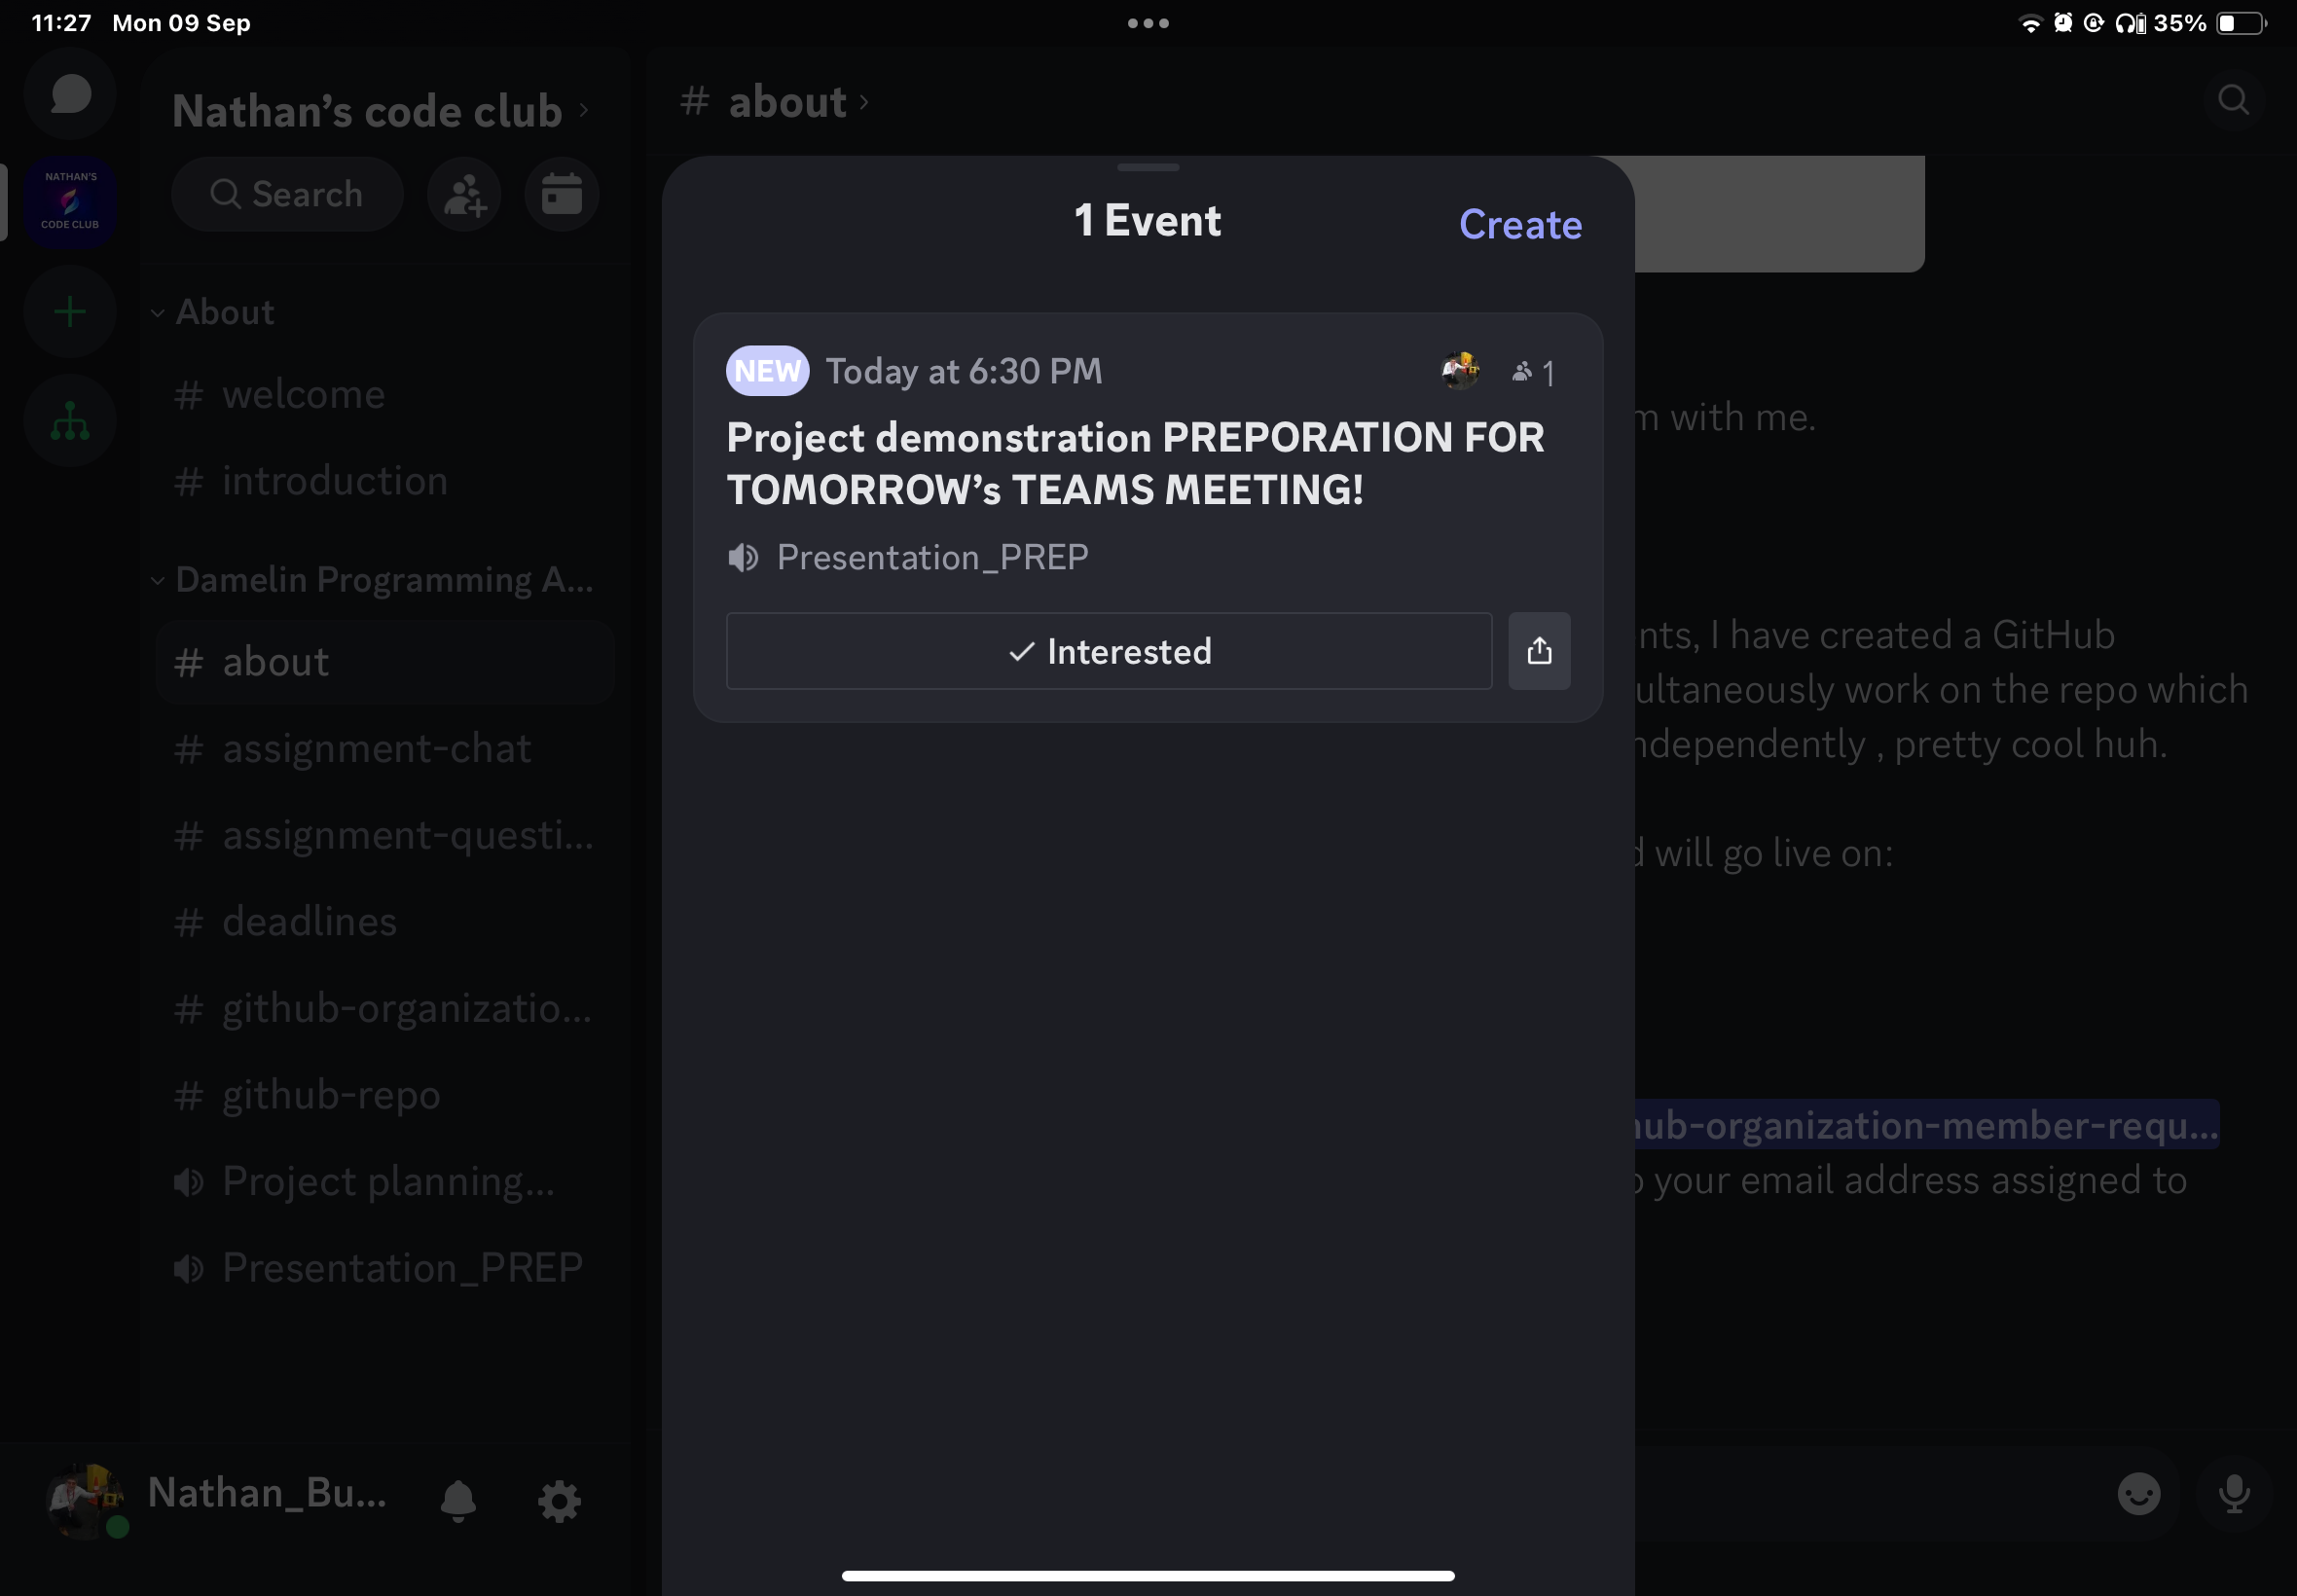 11:27 Mon 09 Sep
35%
NATHAN'S
CODE CLUB
Nathan's code club
Search
About
# welcome
# introduction
Damelin Programming A...
# about
# assignment-chat
# assignment-questi...
# deadlines
# github-organizatio...
# github-repo
Project planning...
Presentation_PREP
Nathan_Bu...
# about
1 Event
Create
NEW Today at 6:30 PM
1
Project demonstration PREPORATION FOR
TOMORROW's TEAMS MEETING!
Presentation_PREP
Interested
with me.
I have created a GitHub
work on the repo which
, pretty cool huh.
will go live on:
-organization-member-requ...
your email address assigned to